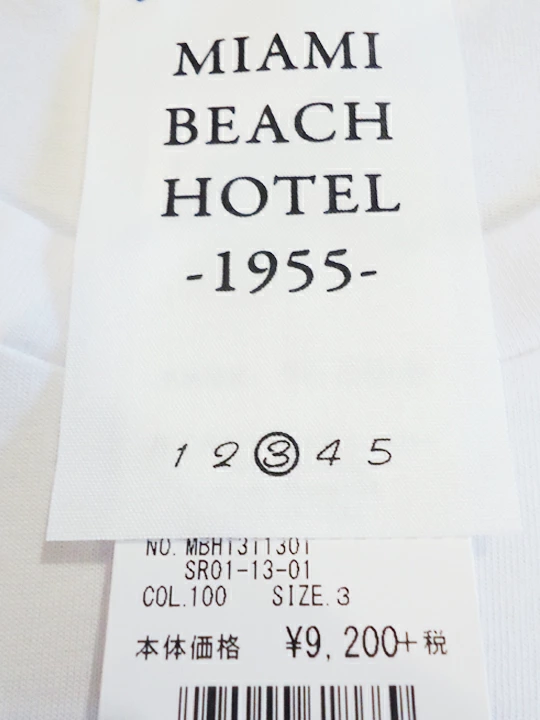 MIAMI
BEACH
HOTEL
-1955-
1 2 3 4 5
NO. MBH1311301
SR01-13-01
COL.100 SIZE.3
本体価格 ¥9,200+税